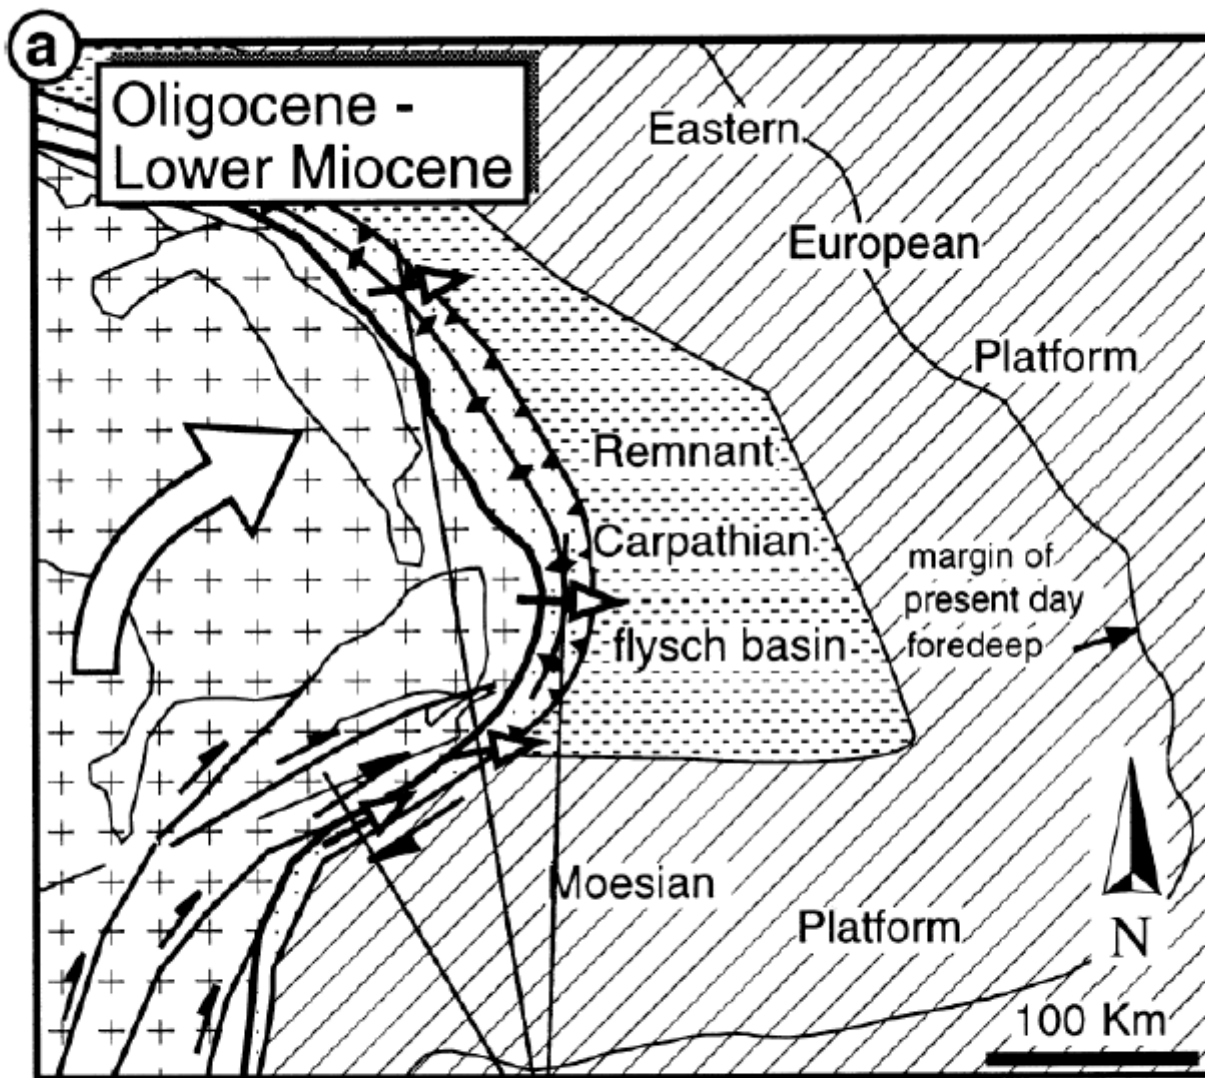 a
Oligocene -
Lower Miocene
Eastern
European
Platform
Remnant
Carpathian
flysch basin
margin of
present day
foredeep
Moesian
Platform
N
100 Km